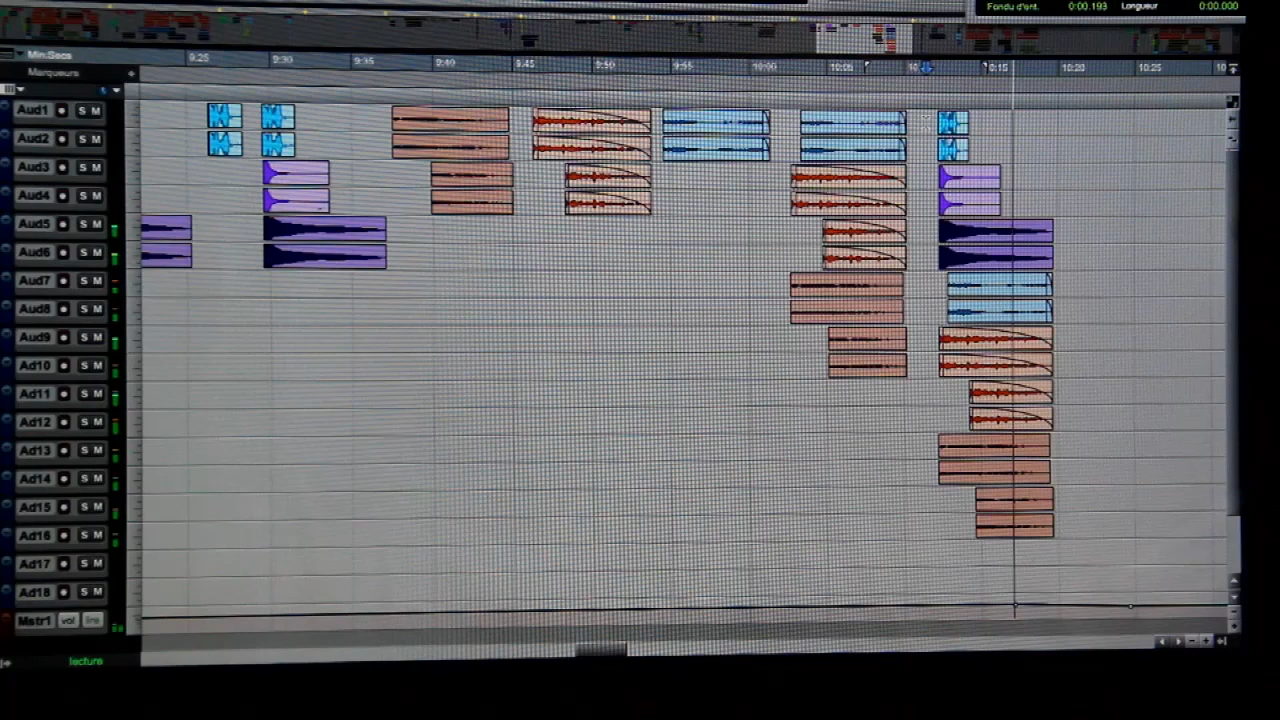 Fondu d'ent. 0:00.193 Longueur 0:00.000
Min:Secs 9:25 9:30 9:35 9:40 9:45 9:50 9:55 10:00 10:05 10 0:15 10:20 10:25 10
Marqueurs
Aud1 S M
Aud2 S M
Aud3 S M
Aud4 S M
Aud5 S M
Aud6 S M
Aud7 S M
Aud8 S M
Aud9 S M
Ad10 S M
Ad11 S M
Ad12 S M
Ad13 S M
Ad14 S M
Ad15 S M
Ad16 S M
Ad17 S M
Ad18 S M
Mstr1 vol lire
lecture